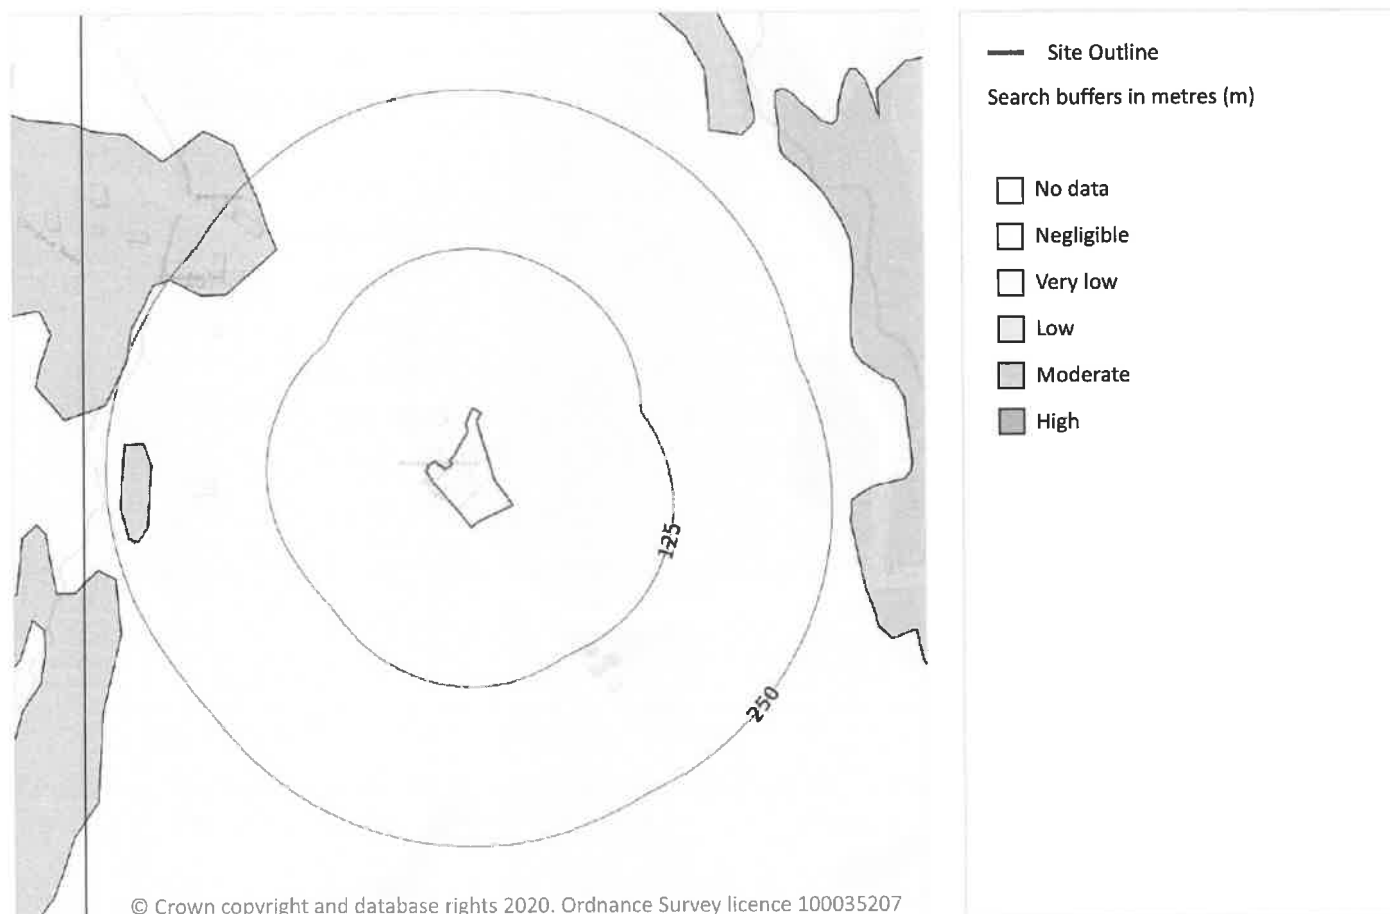 Site Outline
Search buffers in metres (m)
No data
Negligible
Very low
Low
Moderate
High
125
250
© Crown copyright and database rights 2020. Ordnance Survey licence 100035207